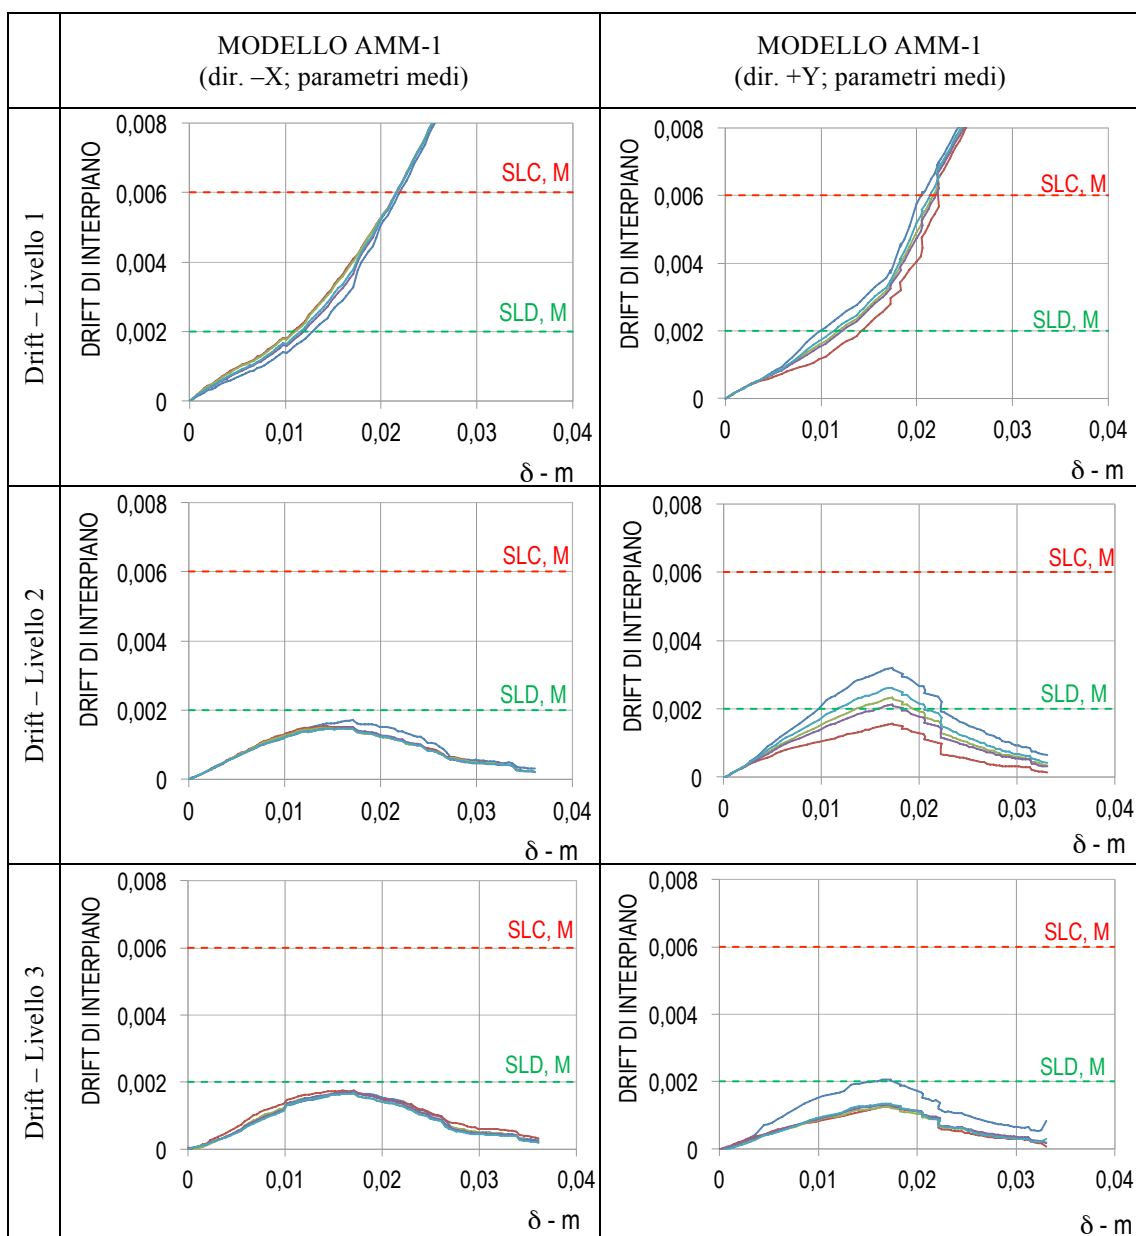 MODELLO AMM-1
(dir. –X; parametri medi)
MODELLO AMM-1
(dir. +Y; parametri medi)
Drift – Livello 1
DRIFT DI INTERPIANO
0,008
0,006
0,004
0,002
0
SLC, M
SLD, M
0
0,01
0,02
0,03
0,04
δ - m
DRIFT DI INTERPIANO
0,008
0,006
0,004
0,002
0
SLC, M
SLD, M
0
0,01
0,02
0,03
0,04
δ - m
Drift – Livello 2
DRIFT DI INTERPIANO
0,008
0,006
0,004
0,002
0
SLC, M
SLD, M
0
0,01
0,02
0,03
0,04
δ - m
DRIFT DI INTERPIANO
0,008
0,006
0,004
0,002
0
SLC, M
SLD, M
0
0,01
0,02
0,03
0,04
δ - m
Drift – Livello 3
DRIFT DI INTERPIANO
0,008
0,006
0,004
0,002
0
SLC, M
SLD, M
0
0,01
0,02
0,03
0,04
δ - m
DRIFT DI INTERPIANO
0,008
0,006
0,004
0,002
0
SLC, M
SLD, M
0
0,01
0,02
0,03
0,04
δ - m